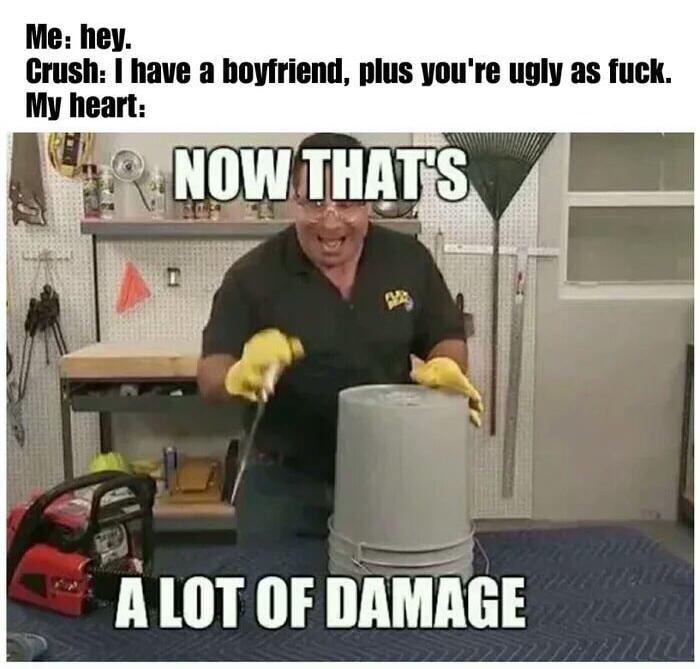 Me: hey.
Crush: I have a boyfriend, plus you're ugly as fuck.
My heart:
NOW THAT'S
A LOT OF DAMAGE